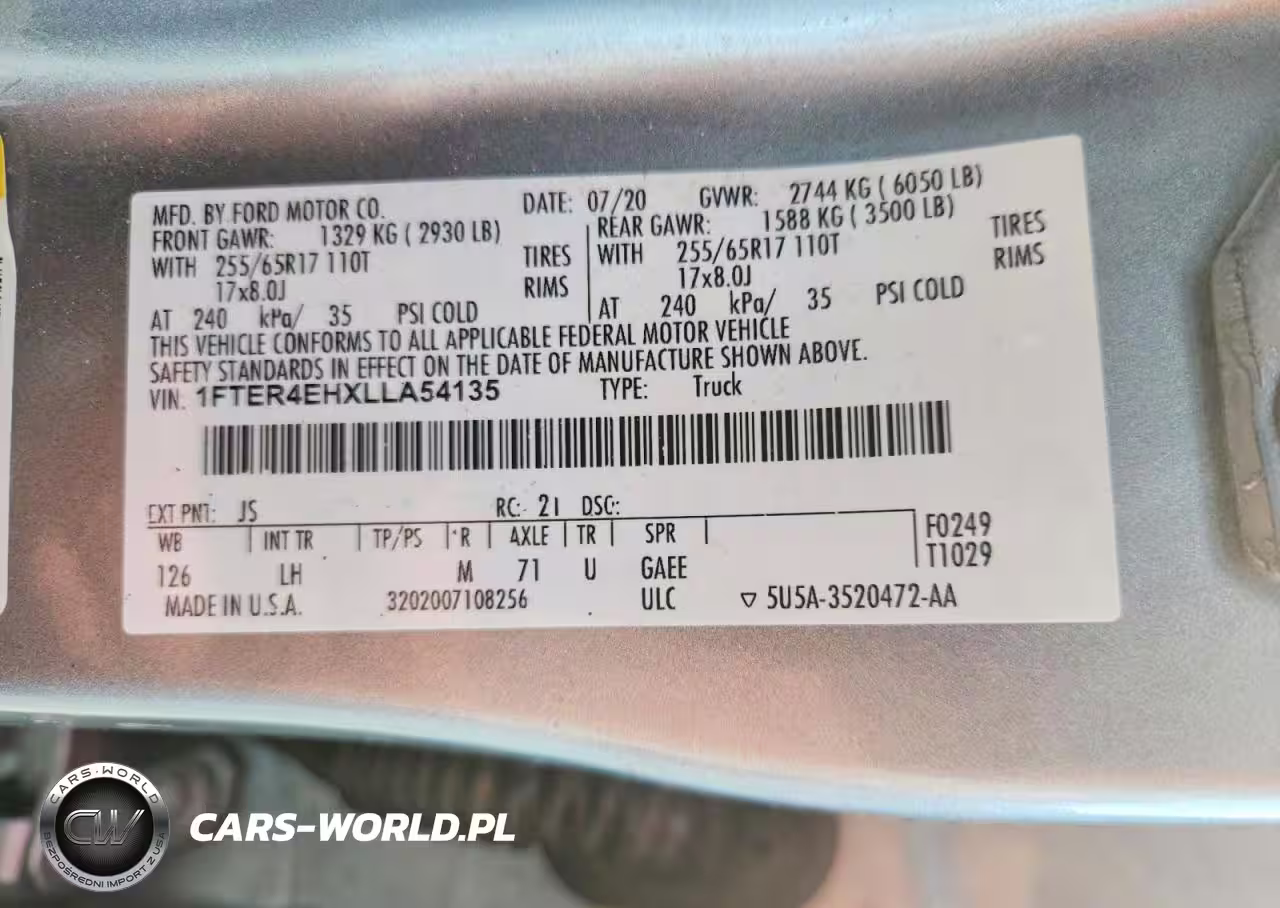 MFD. BY FORD MOTOR CO. DATE: 07/20 GVWR: 2744 KG ( 6050 LB)
FRONT GAWR: 1329 KG ( 2930 LB) REAR GAWR: 1588 KG ( 3500 LB)
WITH 255/65R17 110T TIRES WITH 255/65R17 110T TIRES
17x8.0J RIMS 17x8.0J RIMS
AT 240 kPa/ 35 PSI COLD AT 240 kPa/ 35 PSI COLD
THIS VEHICLE CONFORMS TO ALL APPLICABLE FEDERAL MOTOR VEHICLE
SAFETY STANDARDS IN EFFECT ON THE DATE OF MANUFACTURE SHOWN ABOVE.
VIN: 1FTER4EHXLLA54135 TYPE: Truck
EXT PNT: JS RC: 21 DSO:
WB INT TR TP/PS R AXLE TR SPR F0249
126 LH M 71 U GAEE T1029
MADE IN U.S.A. 3202007108256 ULC ▽ 5U5A-3520472-AA
CARS-WORLD
CW
BEZPOŚREDNI IMPORT Z USA
CARS-WORLD.PL